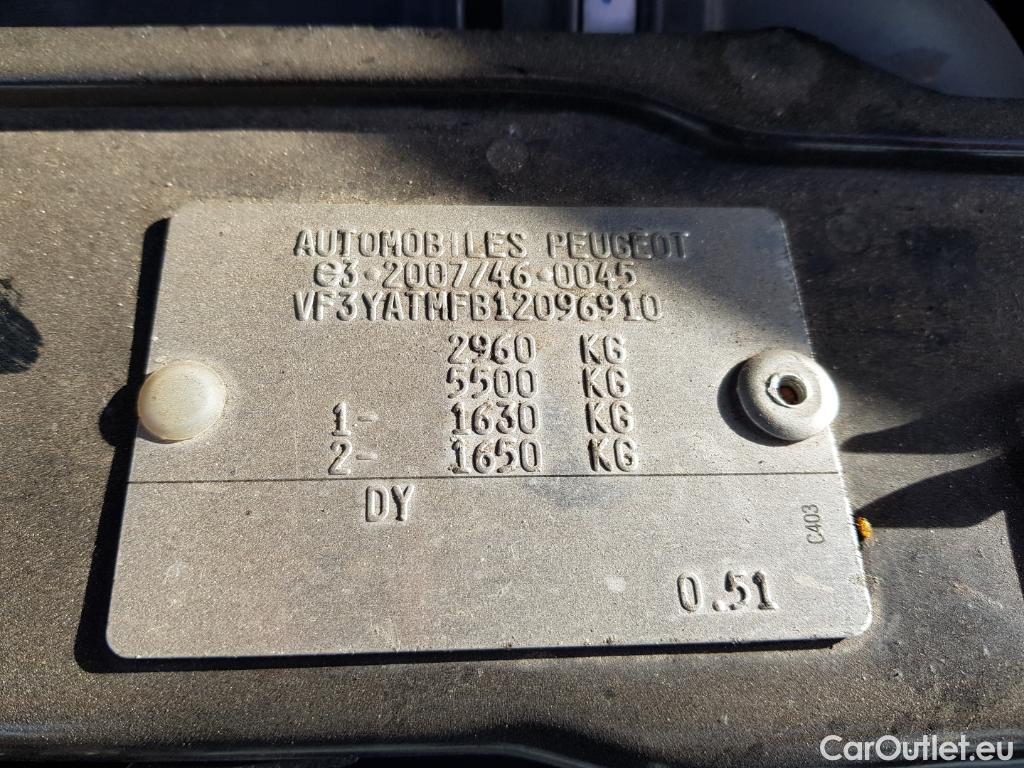 AUTOMOBILES PEUGEOT
e3*2007/46*0045
VF3YATMFB12096910
2960 KG
5500 KG
1- 1630 KG
2- 1650 KG
DY
C403
0.51
CarOutlet.eu